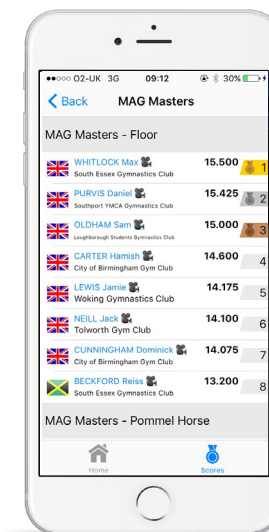 ●●○○○ O2-UK 3G 09:12 30%
Back MAG Masters
MAG Masters - Floor
WHITLOCK Max 15.500 1
South Essex Gymnastics Club
PURVIS Daniel 15.425 2
Southport YMCA Gymnastics Club
OLDHAM Sam 15.000 3
Loughborough Students Gymnastics Club
CARTER Hamish 14.600 4
City of Birmingham Gym Club
LEWIS Jamie 14.175 5
Woking Gymnastics Club
NEILL Jack 14.100 6
Tolworth Gym Club
CUNNINGHAM Dominick 14.075 7
City of Birmingham Gym Club
BECKFORD Reiss 13.200 8
South Essex Gymnastics Club
MAG Masters - Pommel Horse
Home Scores